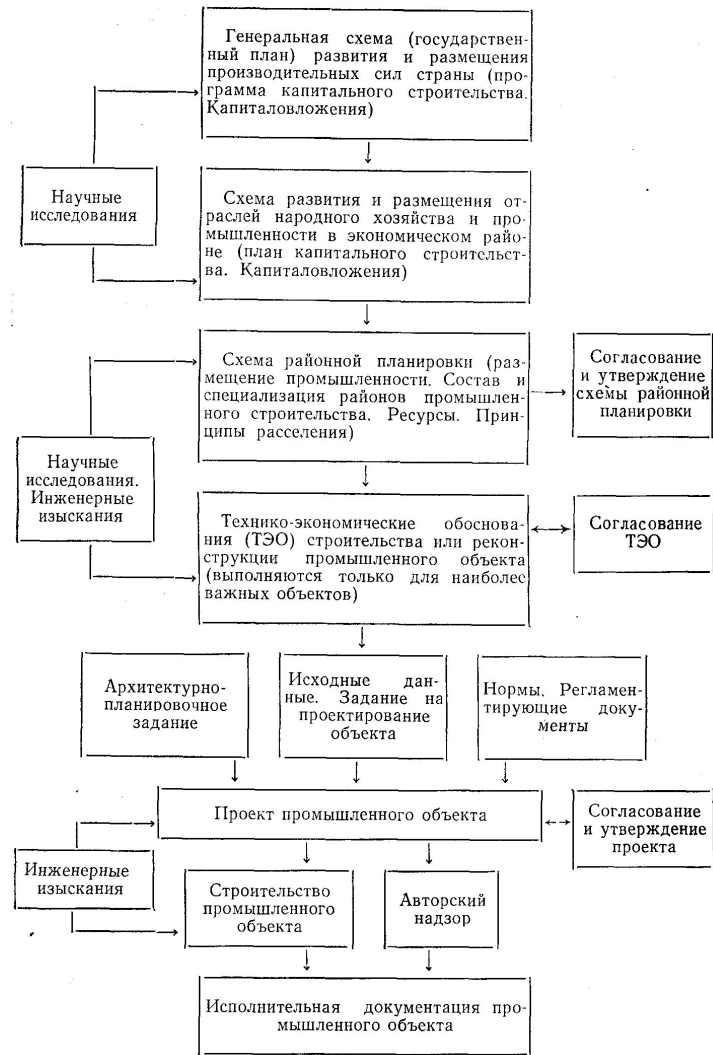 Генеральная схема (государствен-
ный план) развития и размещения
производительных сил страны (про-
грамма капитального строительства.
Капиталовложения)
Научные
исследования
Схема развития и размещения от-
раслей народного хозяйства и про-
мышленности в экономическом райо-
не (план капитального строительст-
ва. Капиталовложения)
Схема районной планировки (раз-
мещение промышленности. Состав и
специализация районов промышлен-
ного строительства. Ресурсы. Прин-
ципы расселения)
Согласование
и утверждение
схемы районной
планировки
Научные
исследования.
Инженерные
изыскания
Технико-экономические обоснова-
ния (ТЭО) строительства или рекон-
струкции промышленного объекта
(выполняются только для наиболее
важных объектов)
Согласование
ТЭО
Архитектурно-
планировочное
задание
Исходные дан-
ные. Задание на
проектирование
объекта
Нормы. Регламен-
тирующие доку-
менты
Проект промышленного объекта
Согласование
и утверждение
проекта
Инженерные
изыскания
Строительство
промышленного
объекта
Авторский
надзор
Исполнительная документация про-
мышленного объекта